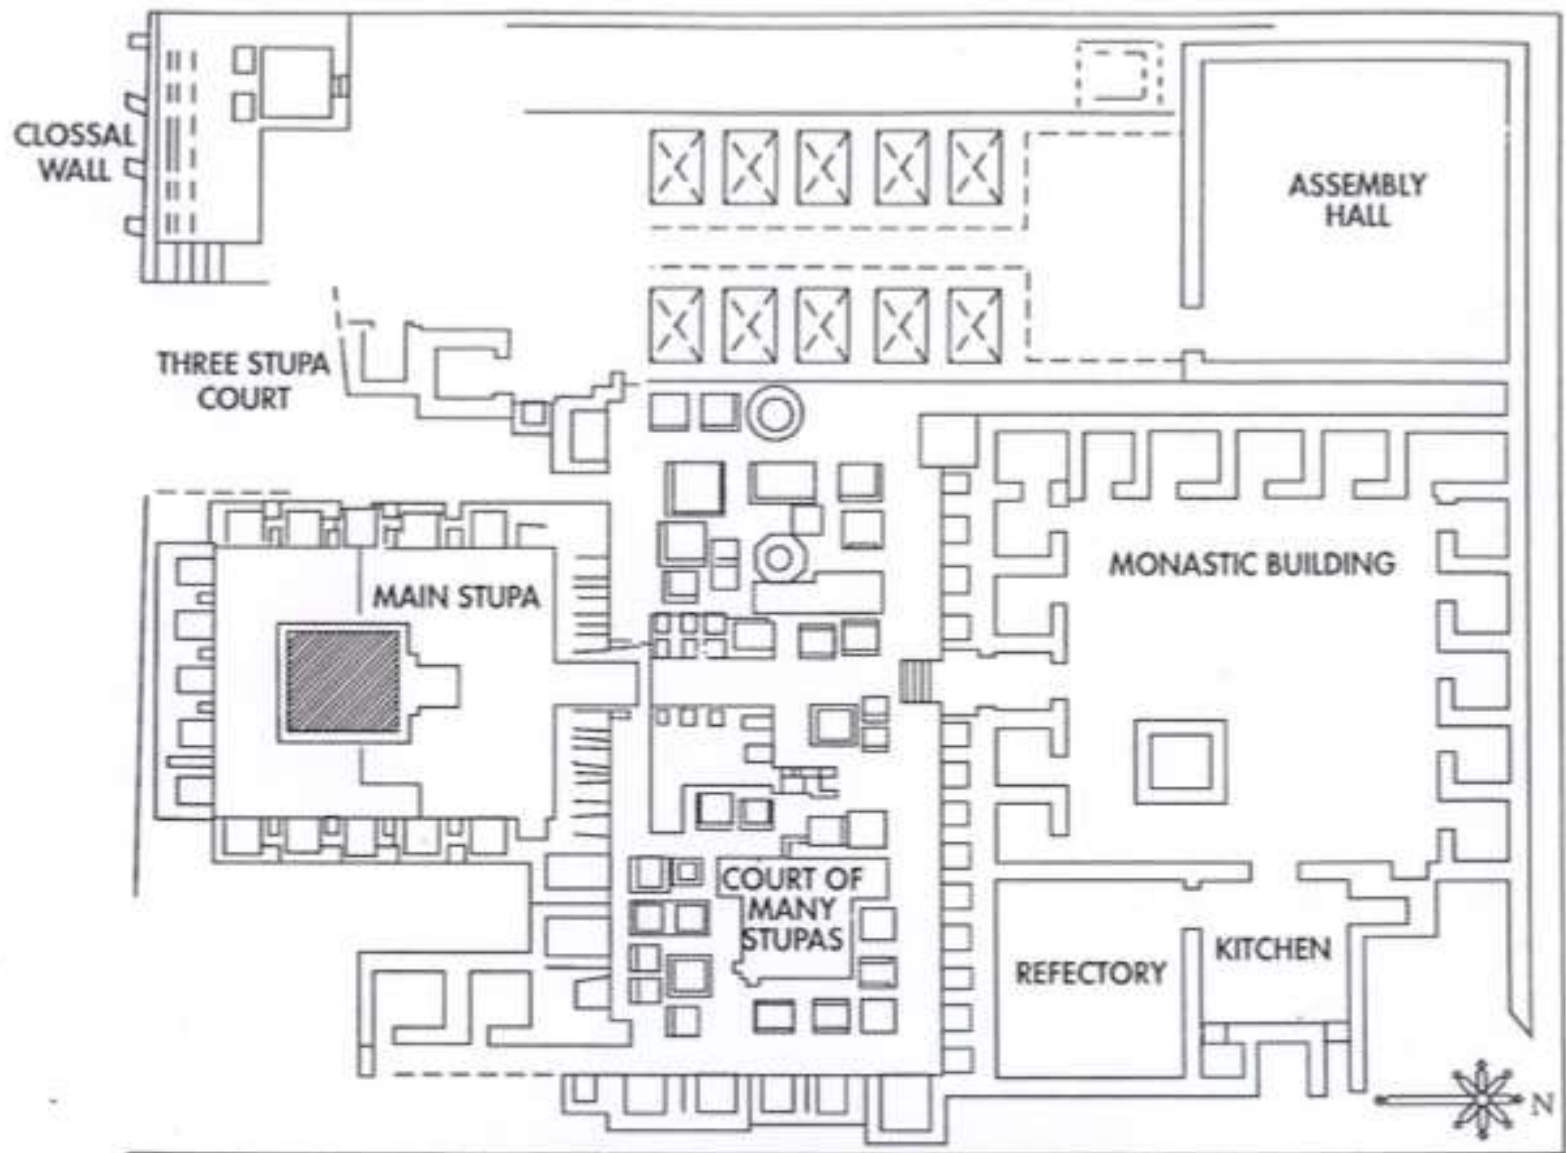 CLOSSAL
WALL
ASSEMBLY
HALL
THREE STUPA
COURT
MAIN STUPA
MONASTIC BUILDING
COURT OF
MANY
STUPAS
REFECTORY
KITCHEN
N